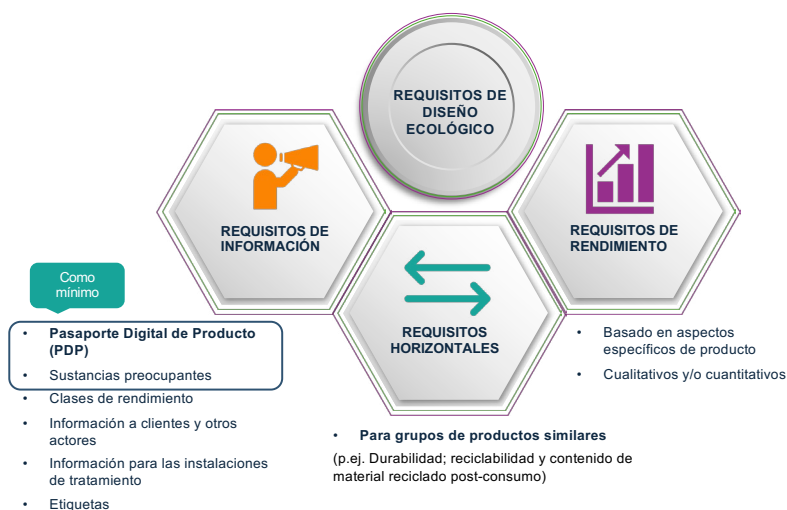 REQUISITOS DE
DISEÑO
ECOLÓGICO
REQUISITOS DE
INFORMACIÓN
REQUISITOS DE
RENDIMIENTO
REQUISITOS
HORIZONTALES
Como
mínimo
• Pasaporte Digital de Producto
(PDP)
• Sustancias preocupantes
• Clases de rendimiento
• Información a clientes y otros
actores
• Información para las instalaciones
de tratamiento
• Etiquetas
• Para grupos de productos similares
(p.ej. Durabilidad; reciclabilidad y contenido de
material reciclado post-consumo)
• Basado en aspectos
específicos de producto
• Cualitativos y/o cuantitativos